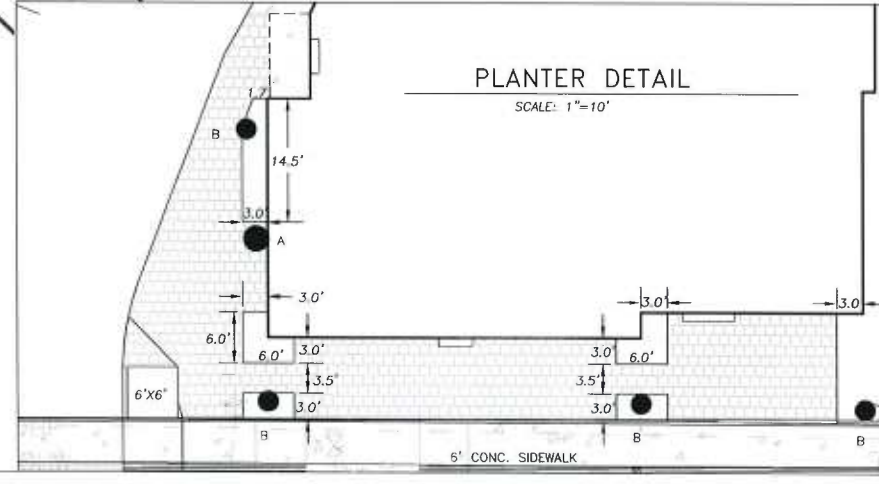 PLANTER DETAIL
SCALE: 1"=10'
1.7'
B
14.5'
3.0'
A
3.0'
3.0'
3.0
6.0'
6.0'
3.0'
3.0'
6.0'
3.5'
3.5'
6'X6'
3.0'
3.0'
B
B
B
6' CONC. SIDEWALK